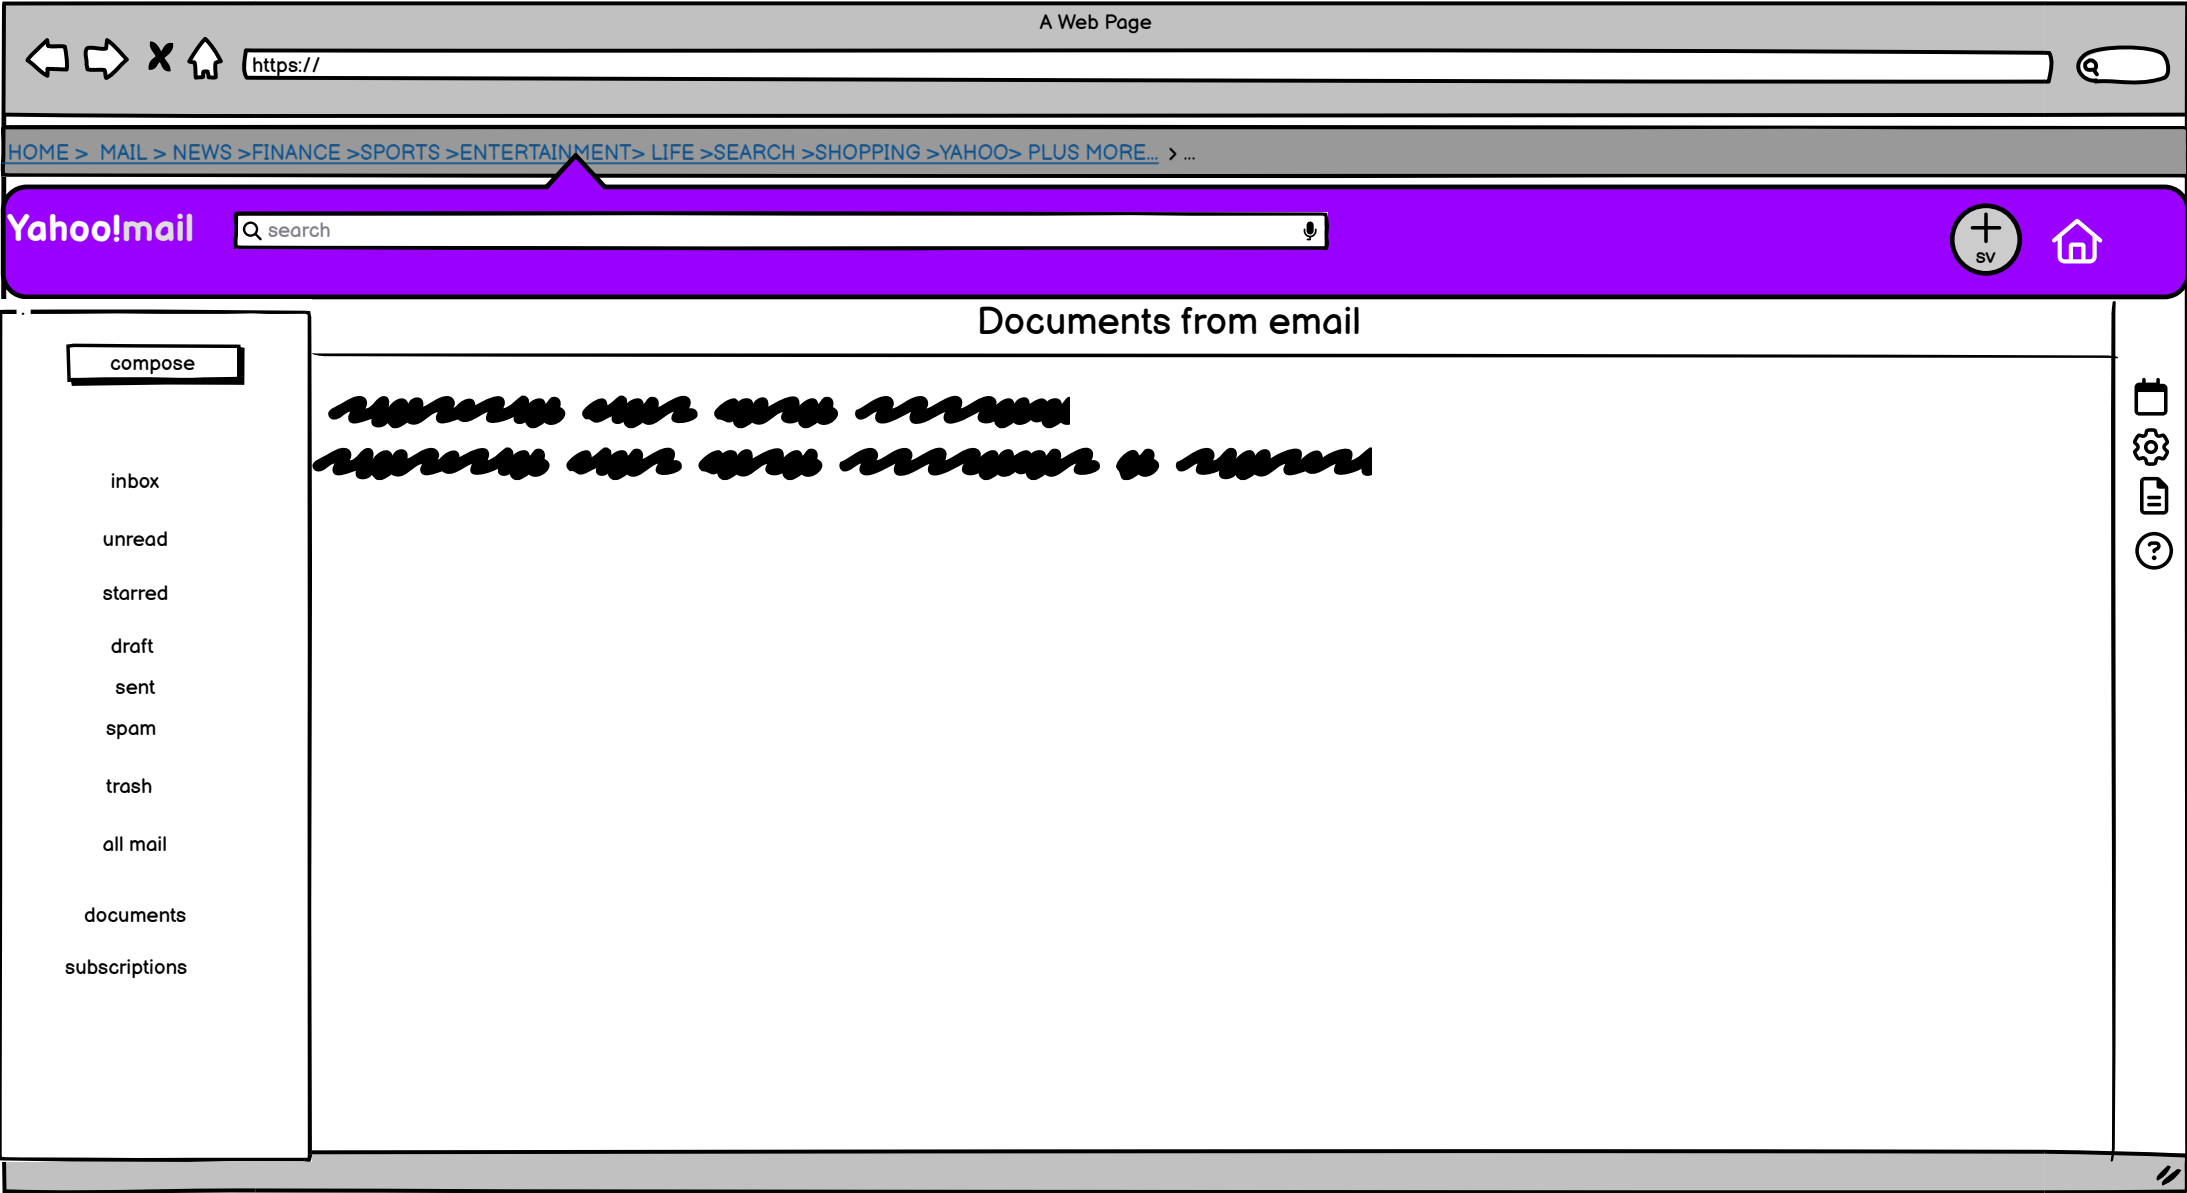 A Web Page
https://
HOME > MAIL > NEWS >FINANCE >SPORTS >ENTERTAINMENT> LIFE >SEARCH >SHOPPING >YAHOO> PLUS MORE... > ...
Yahoo!mail
search
sv
Documents from email
compose
inbox
unread
starred
draft
sent
spam
trash
all mail
documents
subscriptions